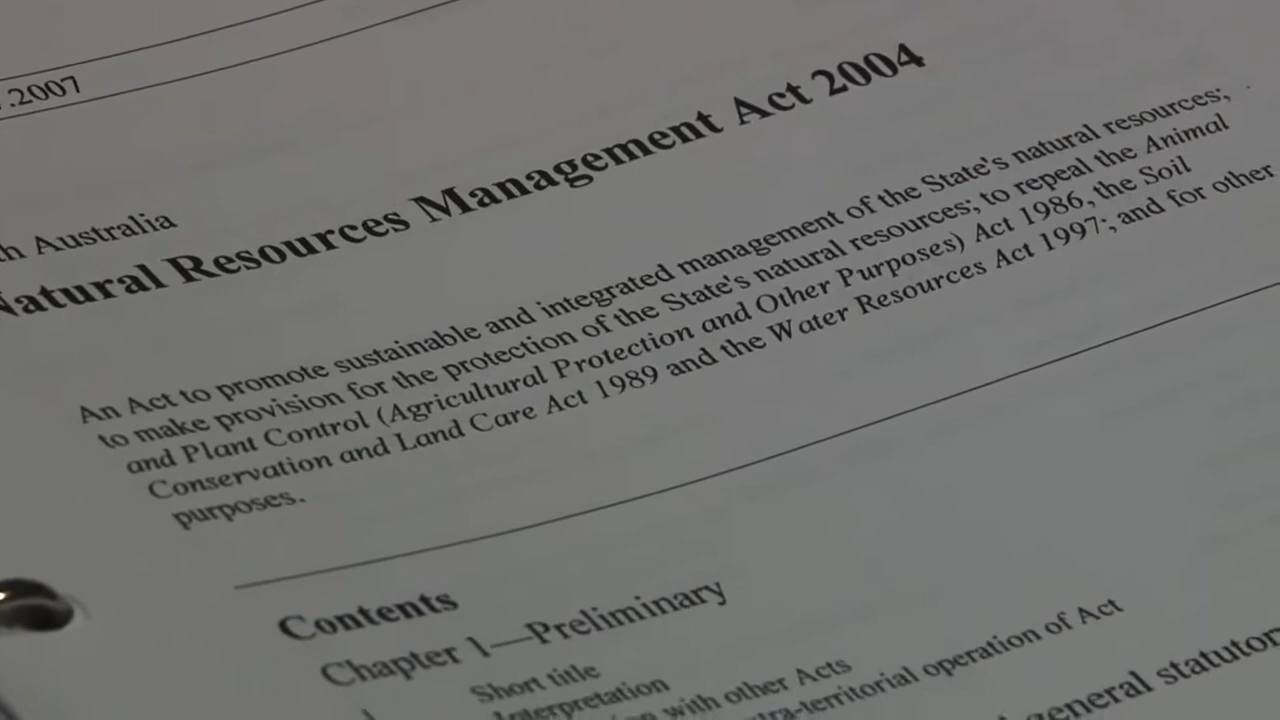 .2007
h Australia
Natural Resources Management Act 2004
An Act to promote sustainable and integrated management of the State's natural resources;
to make provision for the protection of the State's natural resources; to repeal the Animal
and Plant Control (Agricultural Protection and Other Purposes) Act 1986, the Soil
Conservation and Land Care Act 1989 and the Water Resources Act 1997; and for other
purposes.
Contents
Chapter 1—Preliminary
Short title
Interpretation
with other Acts
tra-territorial operation of Act
general statutor